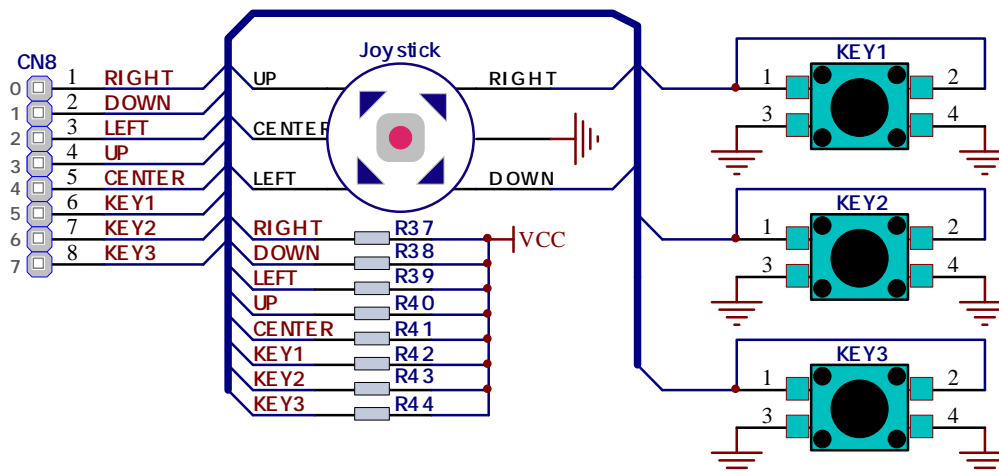 CN8
0 1 RIGHT
1 2 DOWN
2 3 LEFT
3 4 UP
4 5 CENTER
5 6 KEY1
6 7 KEY2
7 8 KEY3
Joystick
UP RIGHT
CENTER
LEFT DOWN
RIGHT R37
VCC
DOWN R38
LEFT R39
UP R40
CENTER R41
KEY1 R42
KEY2 R43
KEY3 R44
KEY1
1 2
3 4
KEY2
1 2
3 4
KEY3
1 2
3 4